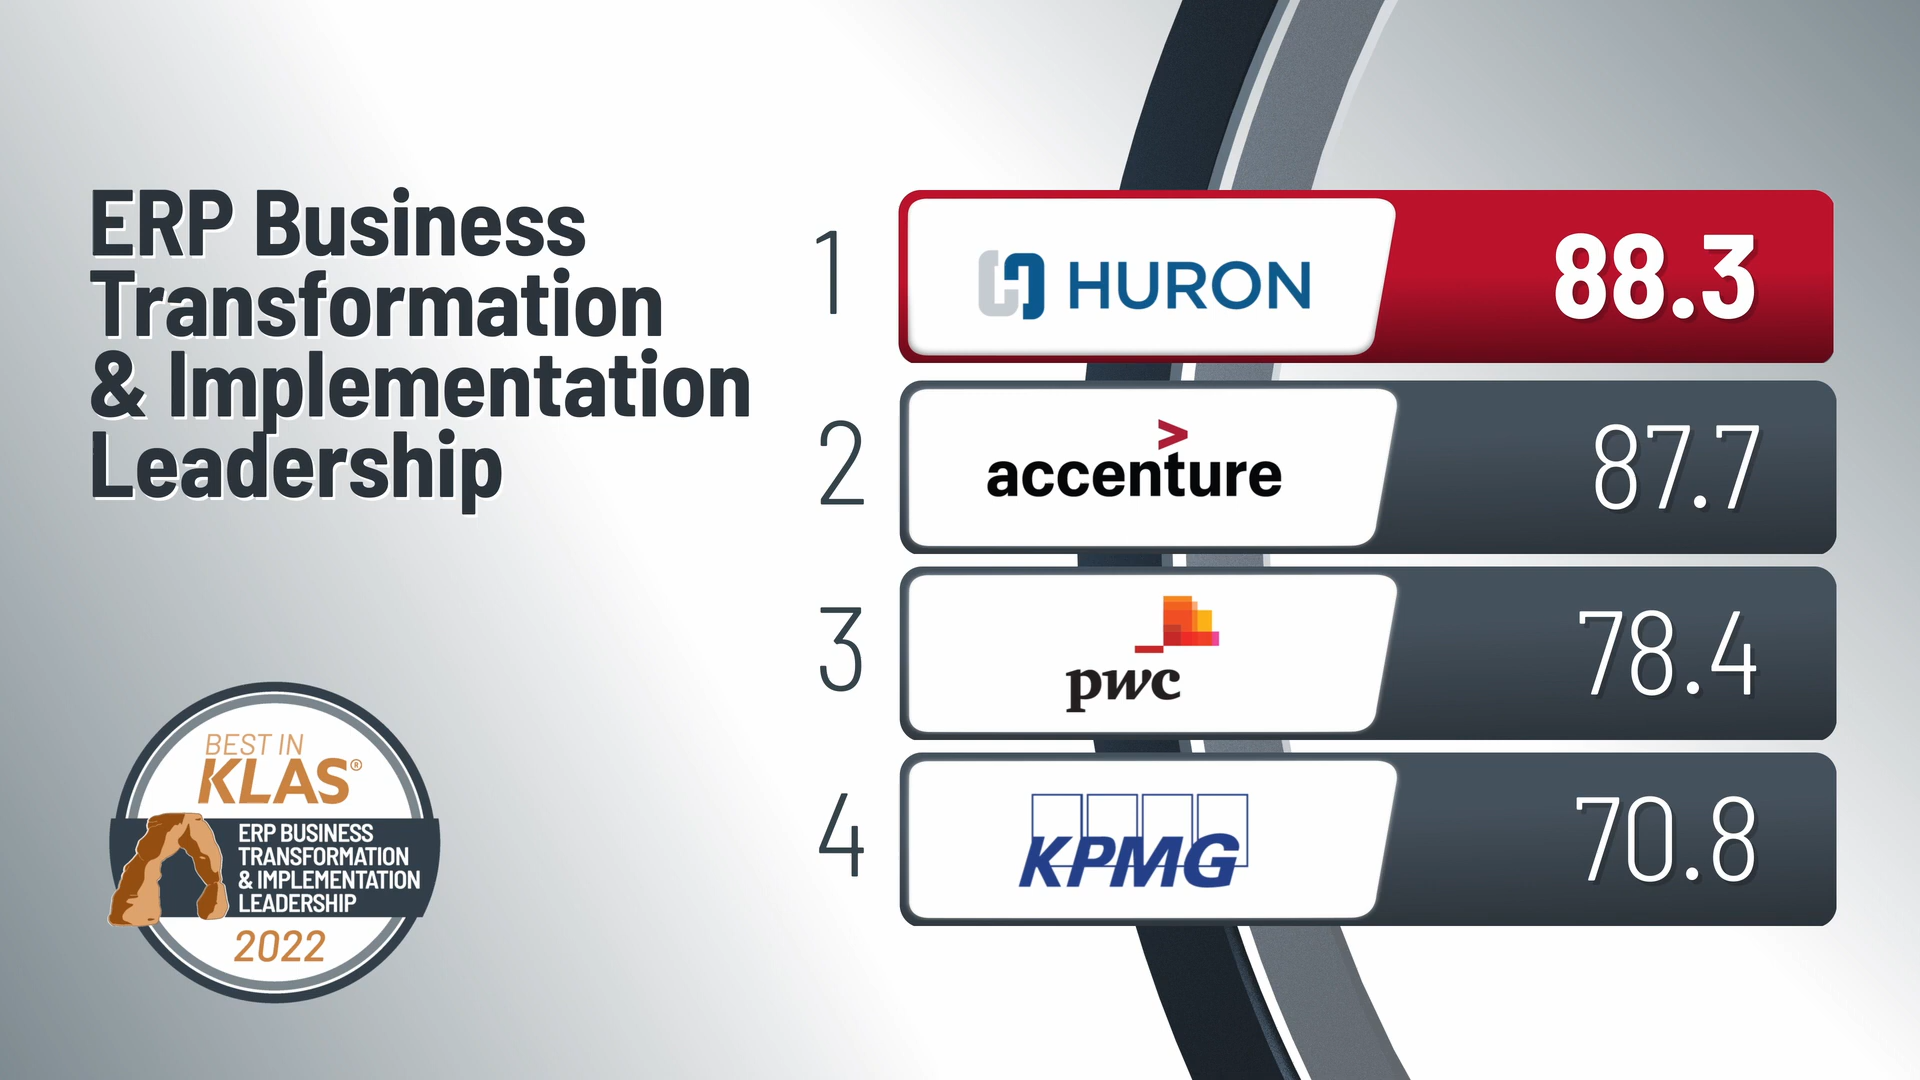 ERP Business
Transformation
& Implementation
Leadership
1
HURON
88.3
2
>
accenture
87.7
3
pwc
78.4
4
KPMG
70.8
BEST IN
KLAS®
ERP BUSINESS
TRANSFORMATION
& IMPLEMENTATION
LEADERSHIP
2022